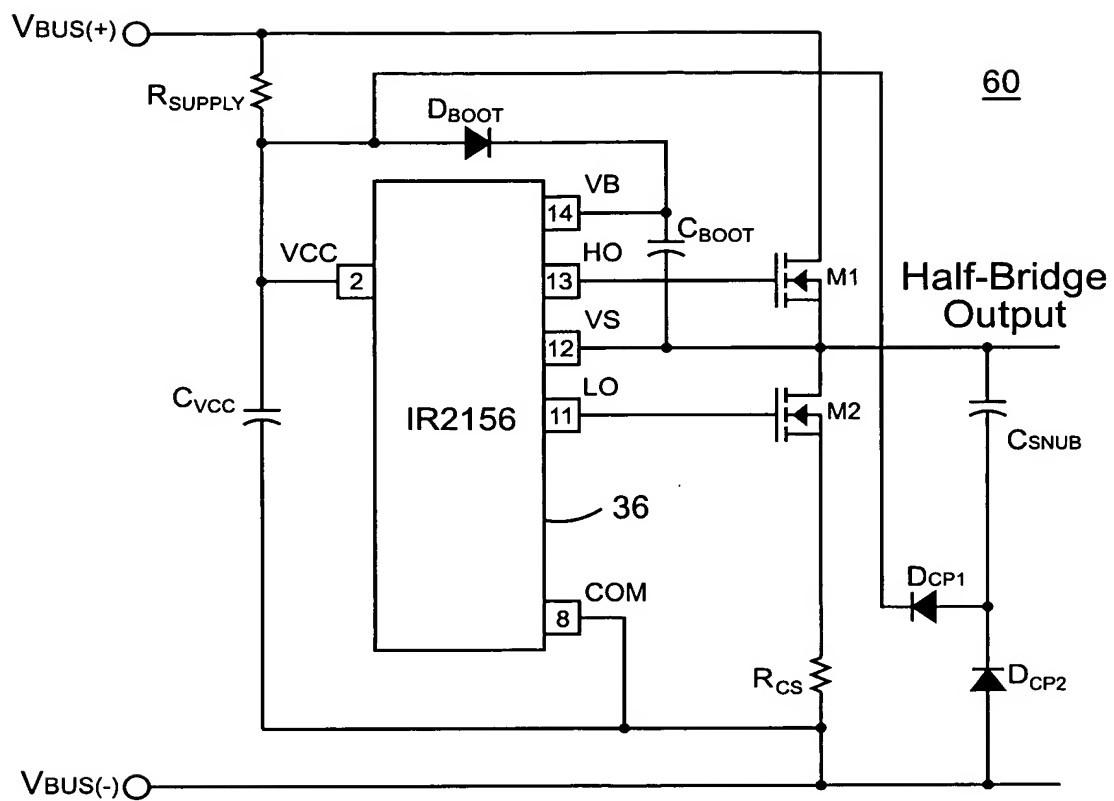 VBUS(+)
60
RSUPPLY
DBOOT
VB
14
CBOOT
VCC
2
HO
13
M1
Half-Bridge
Output
VS
12
LO
11
M2
CVCC
IR2156
CSNUB
36
DCP1
COM
8
RCS
DCP2
VBUS(-)